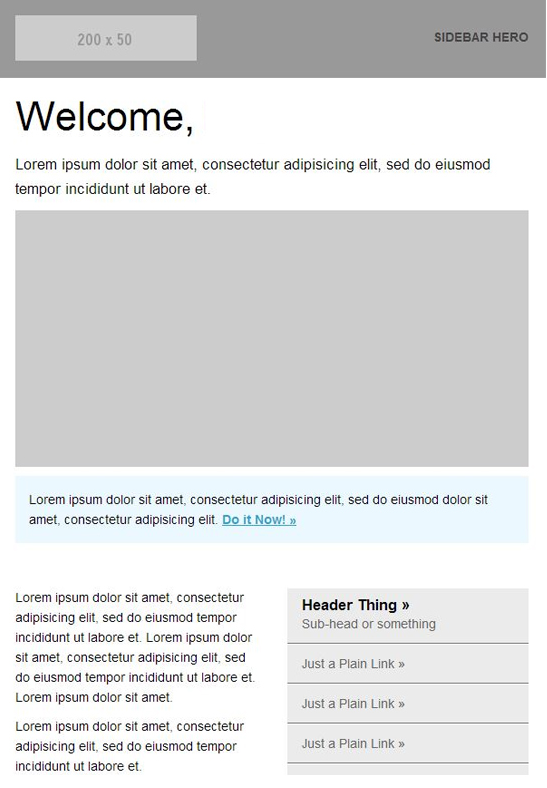 200 x 50
SIDEBAR HERO
Welcome,
Lorem ipsum dolor sit amet, consectetur adipisicing elit, sed do eiusmod
tempor incididunt ut labore et.
Lorem ipsum dolor sit amet, consectetur adipisicing elit, sed do eiusmod dolor sit
amet, consectetur adipisicing elit. Do it Now! »
Lorem ipsum dolor sit amet, consectetur
adipisicing elit, sed do eiusmod tempor
incididunt ut labore et. Lorem ipsum dolor
sit amet, consectetur adipisicing elit, sed
do eiusmod tempor incididunt ut labore et.
Lorem ipsum dolor sit amet.
Lorem ipsum dolor sit amet, consectetur
adipisicing elit, sed do eiusmod tempor
incididunt ut labore et.
Header Thing »
Sub-head or something
Just a Plain Link »
Just a Plain Link »
Just a Plain Link »